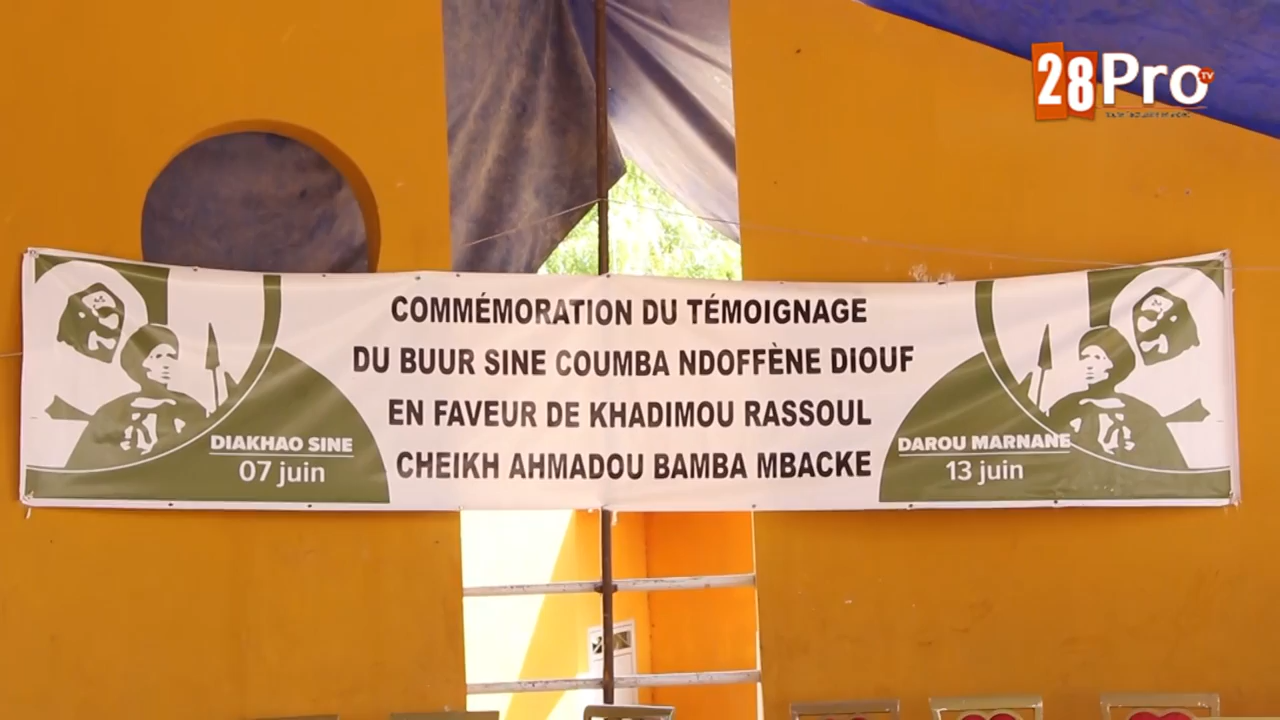 28Pro TV
COMMÉMORATION DU TÉMOIGNAGE
DU BUUR SINE COUMBA NDOFFÈNE DIOUF
EN FAVEUR DE KHADIMOU RASSOUL
CHEIKH AHMADOU BAMBA MBACKE
DIAKHAO SINE
07 juin
DAROU MARNANE
13 juin